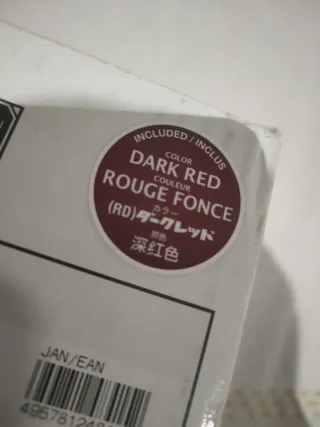 INCLUDED / INCLUS
COLOR
DARK RED
COULEUR
ROUGE FONCE
カラー
(RD)ダークレッド
颜色
深红色
JAN/EAN